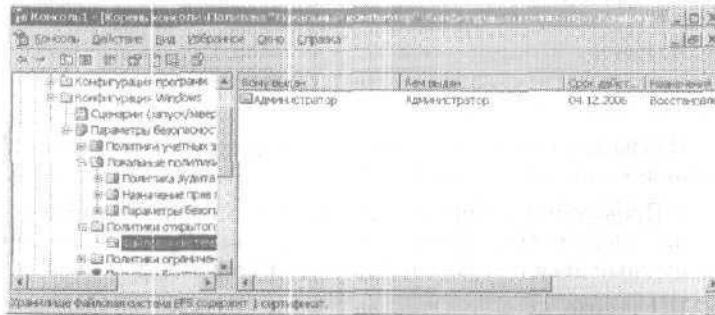 Консоль1 - [Корень консоли\Политика "Локальный компьютер"\Конфигурация компьютера\Конфигу
Консоль Действие Вид Избранное Окно Справка
Конфигурация программ
Конфигурация Windows
Сценарии (запуск/завер
Параметры безопаснос
Политики учетных з
Локальные политики
Политика аудита
Назначение прав п
Параметры безоп
Политики открытог
Файловая система
Политики ограничен
Кому выдан Кем выдан Срок дейст... Назначения
Администратор Администратор 04.12.2006 Восстановле
Хранилище Файловая система EFS содержит 1 сертификат.